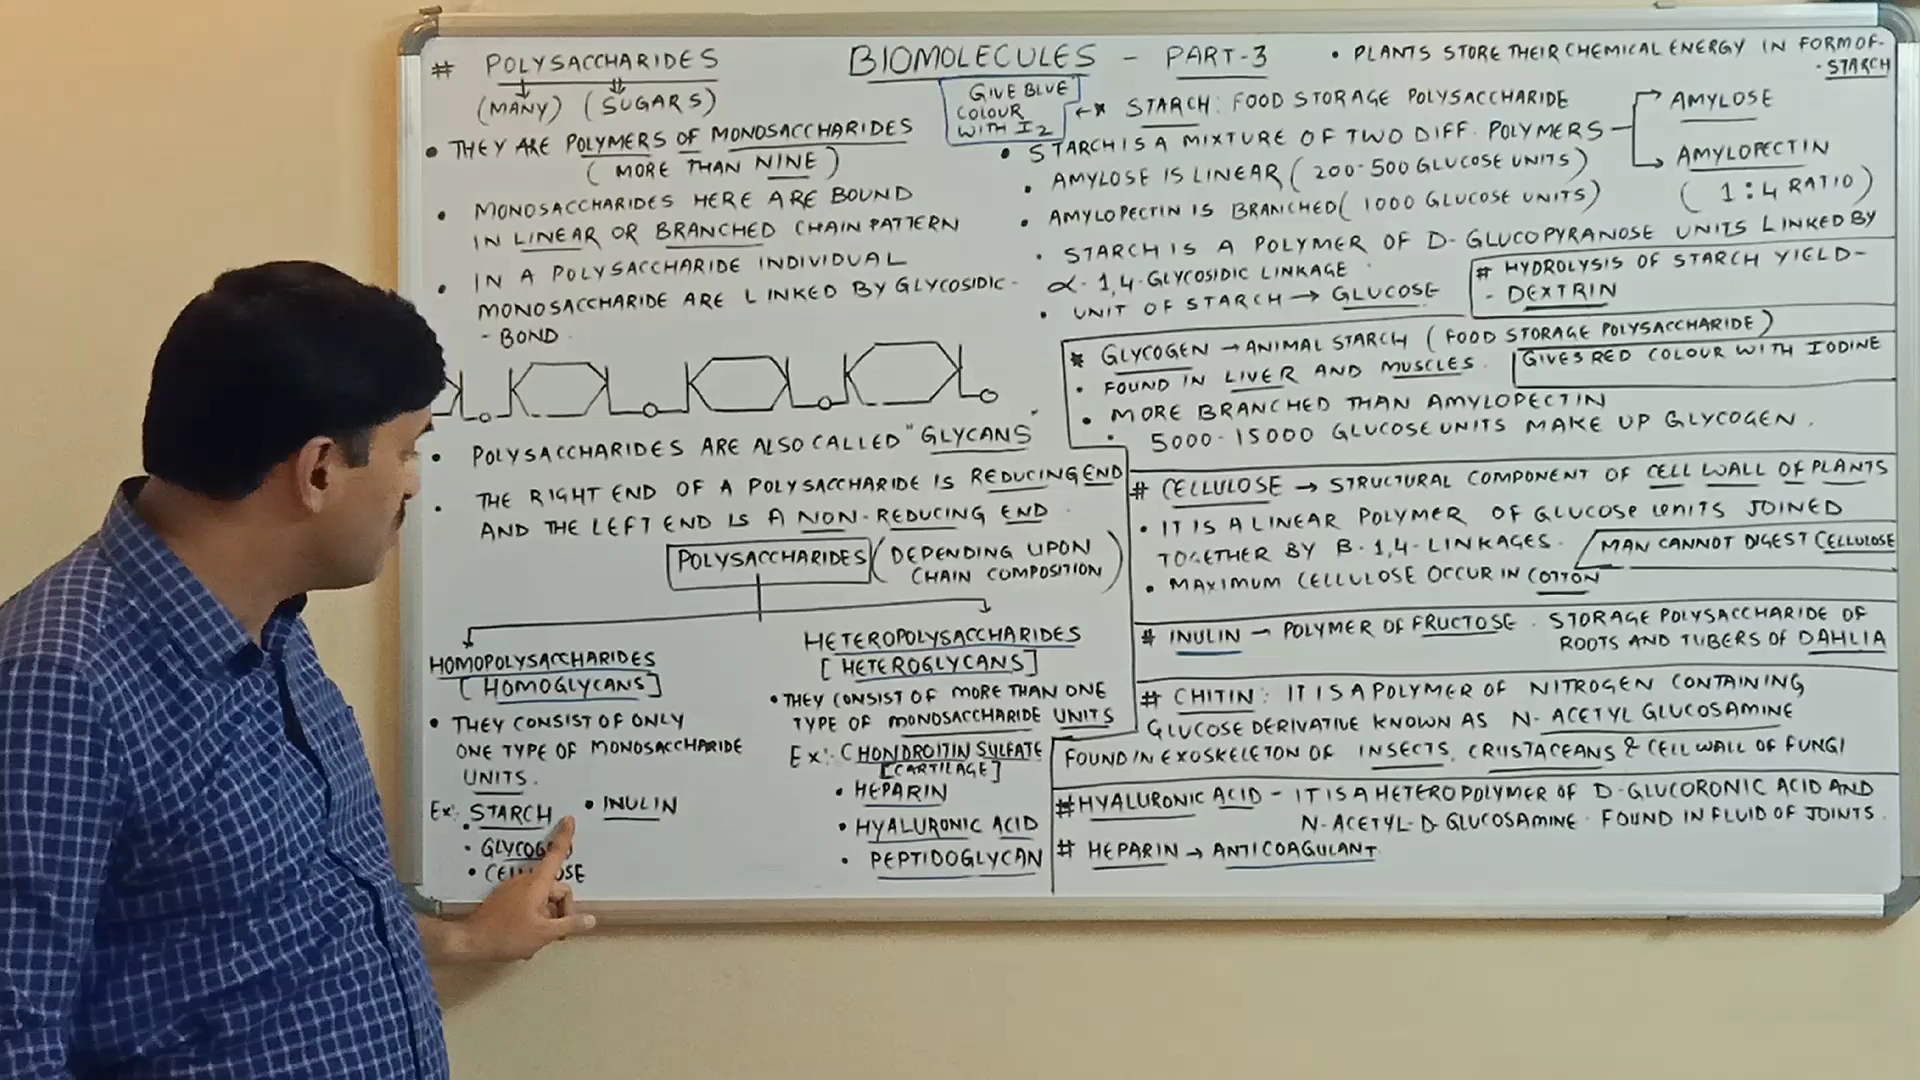 # POLYSACCHARIDES
(MANY) (SUGARS)
• THEY ARE POLYMERS OF MONOSACCHARIDES
( MORE THAN NINE )
• MONOSACCHARIDES HERE ARE BOUND
IN LINEAR OR BRANCHED CHAIN PATTERN
• IN A POLYSACCHARIDE INDIVIDUAL
MONOSACCHARIDE ARE LINKED BY GLYCOSIDIC -
- BOND.
• POLYSACCHARIDES ARE ALSO CALLED "GLYCANS"
• THE RIGHT END OF A POLYSACCHARIDE IS REDUCING END
AND THE LEFT END IS A NON-REDUCING END.
POLYSACCHARIDES (DEPENDING UPON
CHAIN COMPOSITION)
HOMOPOLYSACCHARIDES
[HOMOGLYCANS]
• THEY CONSIST OF ONLY
ONE TYPE OF MONOSACCHARIDE
UNITS.
Ex:- STARCH • INULIN
•
• CELLULOSE
HETEROPOLYSACCHARIDES
[HETEROGLYCANS]
• THEY CONSIST OF MORE THAN ONE
TYPE OF MONOSACCHARIDE UNITS
Ex:- CHONDROITIN SULFATE
[CARTILAGE]
• HEPARIN
• HYALURONIC ACID
• PEPTIDOGLYCAN
BIOMOLECULES - PART-3
• PLANTS STORE THEIR CHEMICAL ENERGY IN FORM OF-
- STARCH
GIVE BLUE
COLOUR
WITH I2
* STARCH: FOOD STORAGE POLYSACCHARIDE
• STARCH IS A MIXTURE OF TWO DIFF. POLYMERS
AMYLOSE
AMYLOPECTIN
( 1:4 RATIO)
• AMYLOSE IS LINEAR (200-500 GLUCOSE UNITS)
• AMYLOPECTIN IS BRANCHED( 1000 GLUCOSE UNITS)
• STARCH IS A POLYMER OF D-GLUCOPYRANOSE UNITS LINKED BY
α-1,4-GLYCOSIDIC LINKAGE
• UNIT OF STARCH → GLUCOSE
# HYDROLYSIS OF STARCH YIELD-
- DEXTRIN
* GLYCOGEN → ANIMAL STARCH (FOOD STORAGE POLYSACCHARIDE)
• FOUND IN LIVER AND MUSCLES.
GIVES RED COLOUR WITH IODINE
• MORE BRANCHED THAN AMYLOPECTIN
• 5000-15000 GLUCOSE UNITS MAKE UP GLYCOGEN.
# CELLULOSE → STRUCTURAL COMPONENT OF CELL WALL OF PLANTS
• IT IS A LINEAR POLYMER OF GLUCOSE UNITS JOINED
TOGETHER BY B-1,4-LINKAGES.
MAN CANNOT DIGEST CELLULOSE
• MAXIMUM CELLULOSE OCCUR IN COTTON
# INULIN → POLYMER OF FRUCTOSE. STORAGE POLYSACCHARIDE OF
ROOTS AND TUBERS OF DAHLIA
# CHITIN: IT IS A POLYMER OF NITROGEN CONTAINING
GLUCOSE DERIVATIVE KNOWN AS N-ACETYL GLUCOSAMINE
FOUND IN EXOSKELETON OF INSECTS, CRUSTACEANS & CELL WALL OF FUNGI
#HYALURONIC ACID - IT IS A HETEROPOLYMER OF D-GLUCORONIC ACID AND
N-ACETYL-D-GLUCOSAMINE. FOUND IN FLUID OF JOINTS.
# HEPARIN → ANTICOAGULANT.